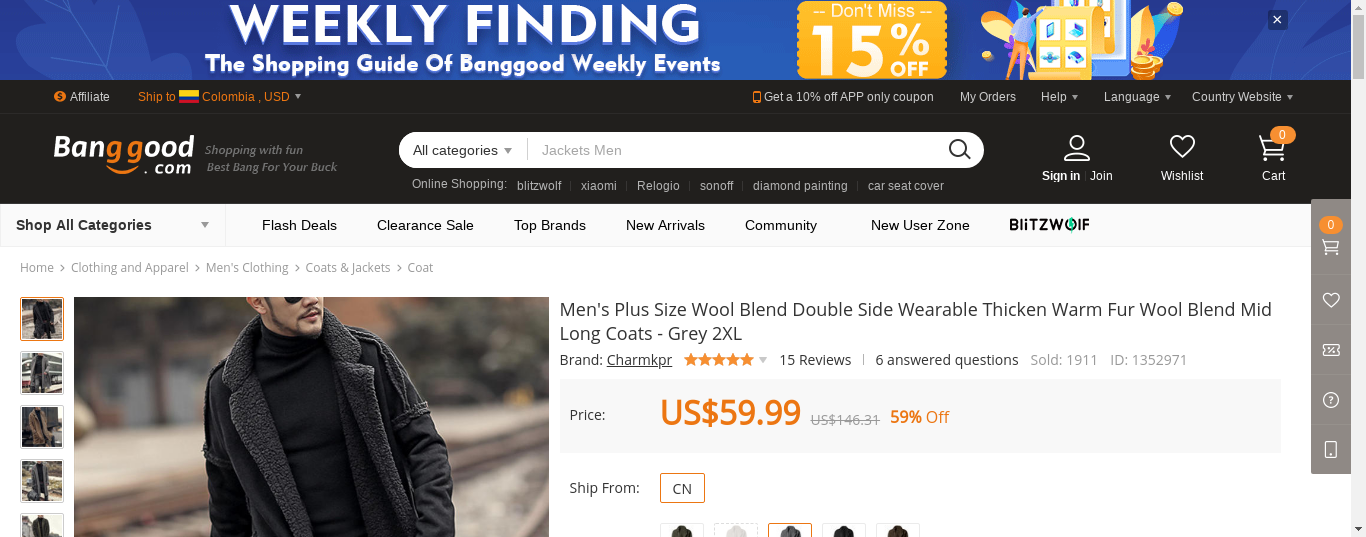 WEEKLY FINDING
The Shopping Guide Of Banggood Weekly Events
-- Don't Miss --
15% OFF
Affiliate
Ship to Colombia , USD
Get a 10% off APP only coupon
My Orders
Help
Language
Country Website
Banggood.com
Shopping with fun
Best Bang For Your Buck
All categories
Jackets Men
Online Shopping: blitzwolf xiaomi Relogio sonoff diamond painting car seat cover
Sign in Join
Wishlist
0
Cart
Shop All Categories
Flash Deals
Clearance Sale
Top Brands
New Arrivals
Community
New User Zone
BLITZWOLF
0
Home > Clothing and Apparel > Men's Clothing > Coats & Jackets > Coat
Men's Plus Size Wool Blend Double Side Wearable Thicken Warm Fur Wool Blend Mid
Long Coats - Grey 2XL
Brand: Charmkpr 15 Reviews 6 answered questions Sold: 1911 ID: 1352971
Price: US$59.99 US$146.31 59% Off
Ship From: CN